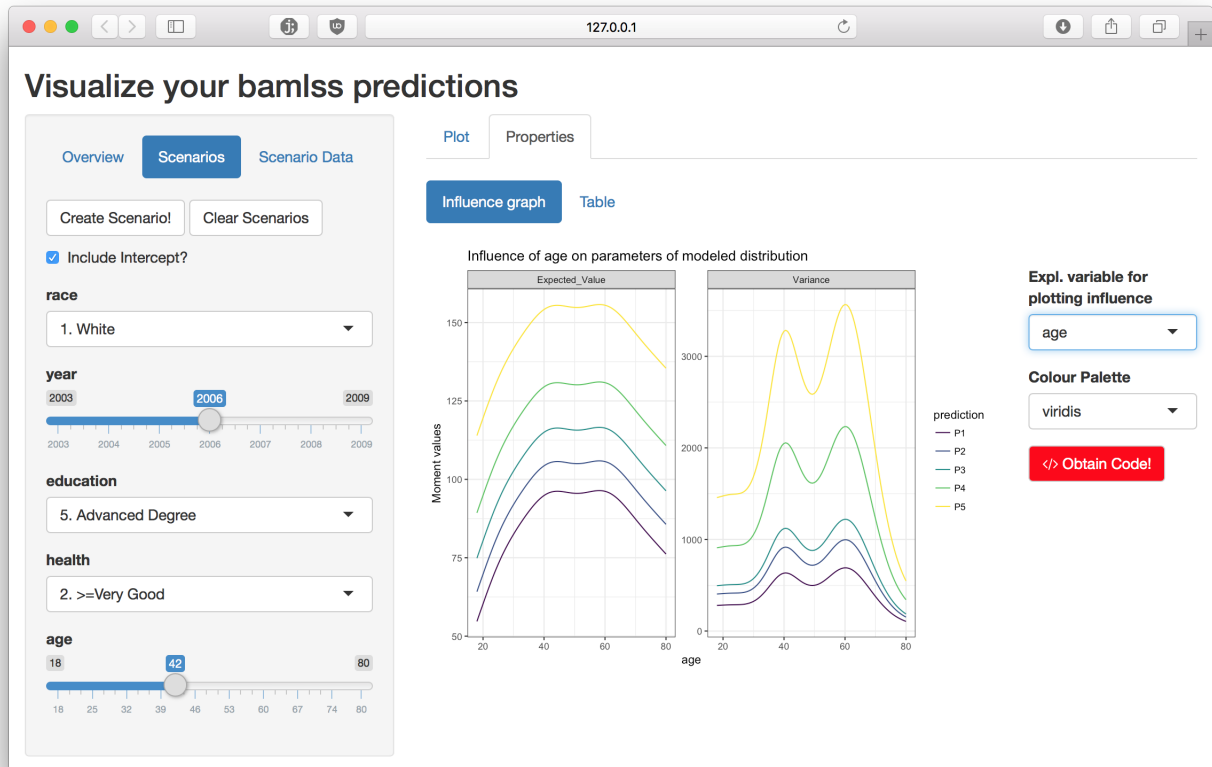 127.0.0.1
Visualize your bamlss predictions
Overview Scenarios Scenario Data
Create Scenario! Clear Scenarios
Include Intercept?
race
1. White
year
2003 2006 2009
2003 2004 2005 2006 2007 2008 2009
education
5. Advanced Degree
health
2. >=Very Good
age
18 42 80
18 25 32 39 46 53 60 67 74 80
Plot Properties
Influence graph Table
Influence of age on parameters of modeled distribution
Expected_Value Variance
Moment values
150
125
100
75
50
3000
2000
1000
0
20 40 60 80 20 40 60 80
age
prediction
P1
P2
P3
P4
P5
Expl. variable for
plotting influence
age
Colour Palette
viridis
</> Obtain Code!